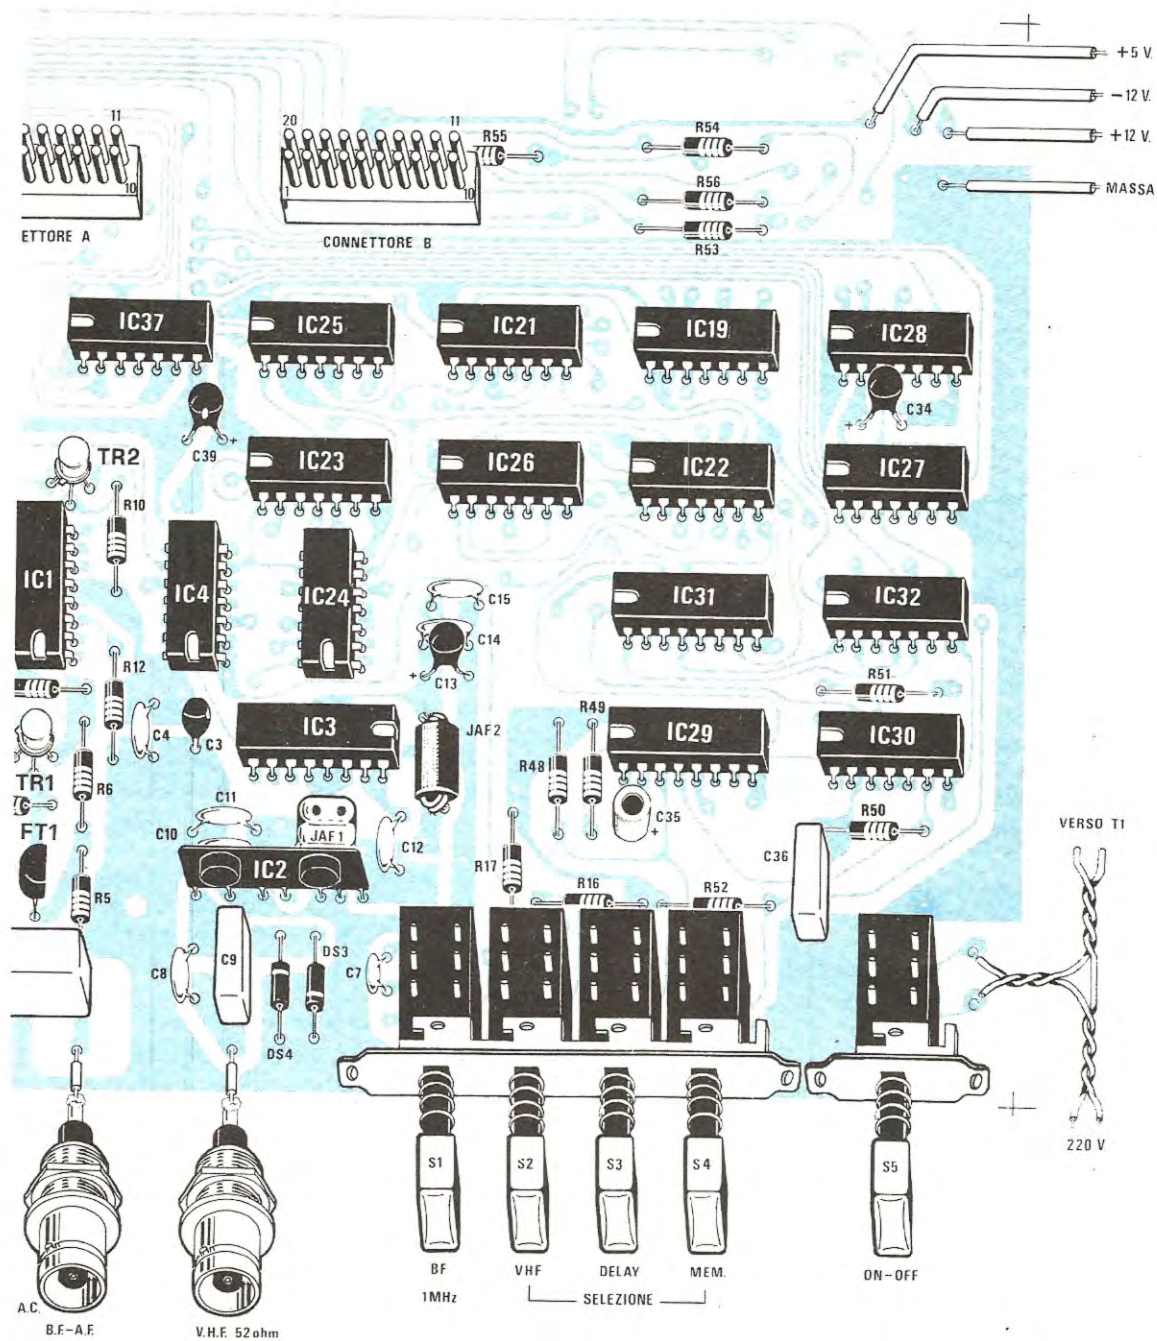 +5 V.
-12 V.
+12 V.
MASSA
11
20
11
R55
R54
10
1
10
R56
ETTORE A
CONNETTORE B
R53
IC37
IC25
IC21
IC19
IC28
C34
+
C39
+
TR2
IC23
IC26
IC22
IC27
R10
IC1
IC4
IC24
C15
IC31
IC32
C14
R12
+
C13
R51
C4
C3
IC3
JAF2
R49
IC29
IC30
TR1
R6
R48
C11
C35
+
R50
VERSO T1
FT1
C10
JAF1
C12
IC2
R17
C36
R5
R16
R52
C8
C9
DS3
C7
DS4
220 V
S1
S2
S3
S4
S5
BF
VHF
DELAY
MEM.
ON-OFF
1MHz
SELEZIONE
A.C.
B.F.-A.F.
V.H.F. 52 ohm